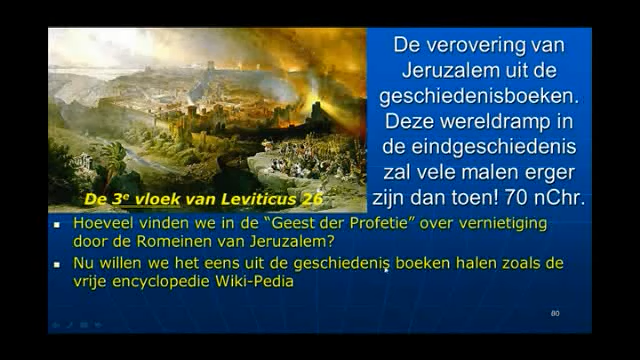 De verovering van
Jeruzalem uit de
geschiedenisboeken.
Deze wereldramp in
de eindgeschiedenis
zal vele malen erger
zijn dan toen! 70 nChr.
De 3e vloek van Leviticus 26
Hoeveel vinden we in de “Geest der Profetie” over vernietiging
door de Romeinen van Jeruzalem?
Nu willen we het eens uit de geschiedenis boeken halen zoals de
vrije encyclopedie Wiki-Pedia
80